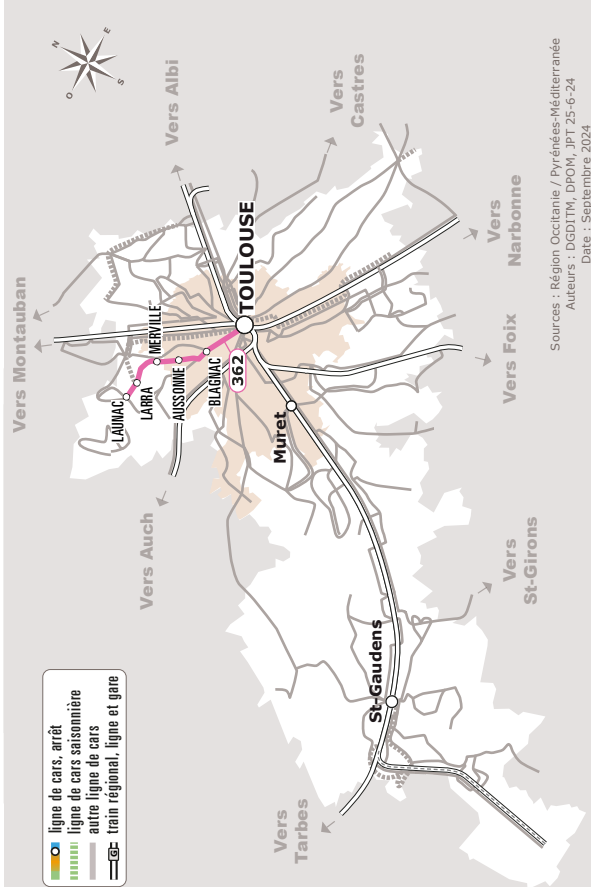 ligne de cars, arrêt
ligne de cars saisonnière
autre ligne de cars
G
train régional, ligne et gare
Vers Montauban
Vers Albi
N
E
S
O
Vers
Castres
Vers Auch
LAUNAC
LARRA
MERVILLE
AUSSONNE
BLAGNAC
362
TOULOUSE
Muret
Vers
Narbonne
Vers Foix
St-Gaudens
Vers
St-Girons
Vers
Tarbes
Sources : Région Occitanie / Pyrénées-Méditerranée
Auteurs : DGDITM, DPOM, JPT 25-6-24
Date : Septembre 2024